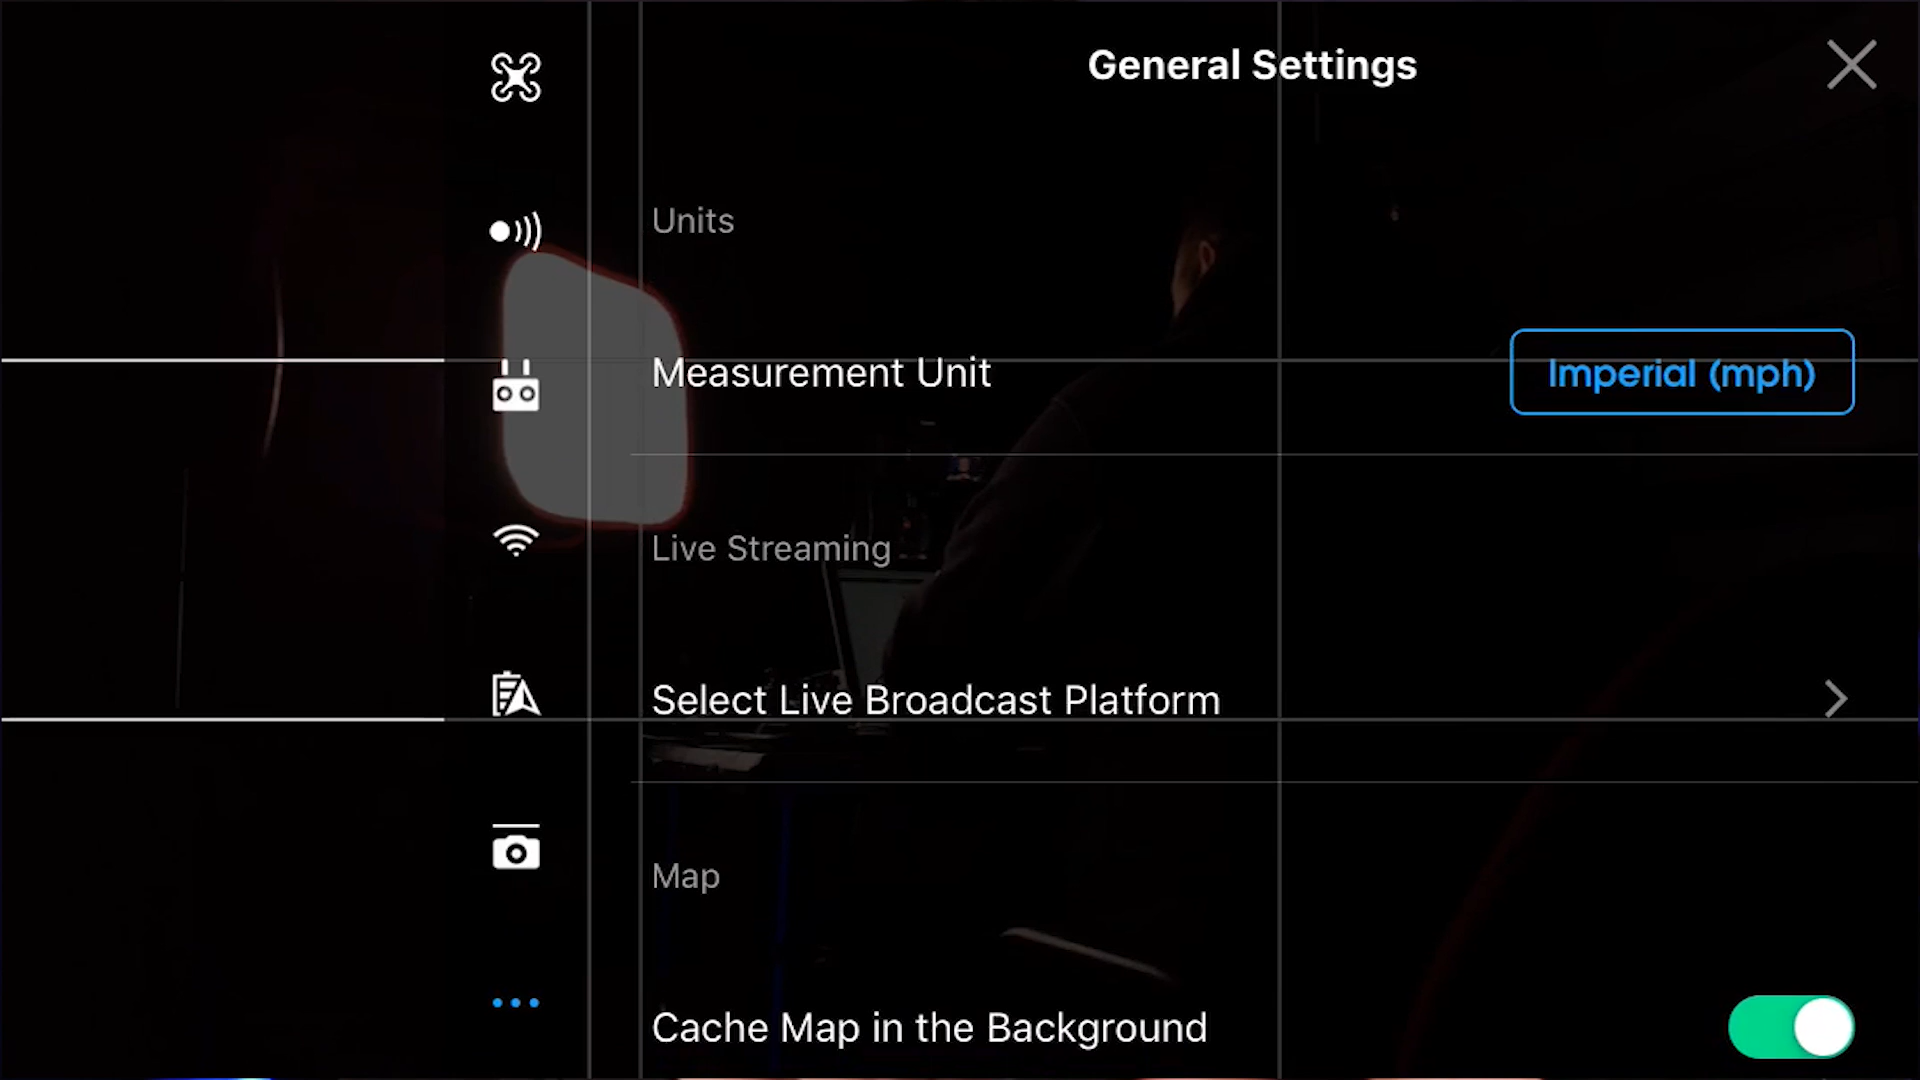 General Settings
Units
Measurement Unit
Imperial (mph)
Live Streaming
Select Live Broadcast Platform
Map
Cache Map in the Background